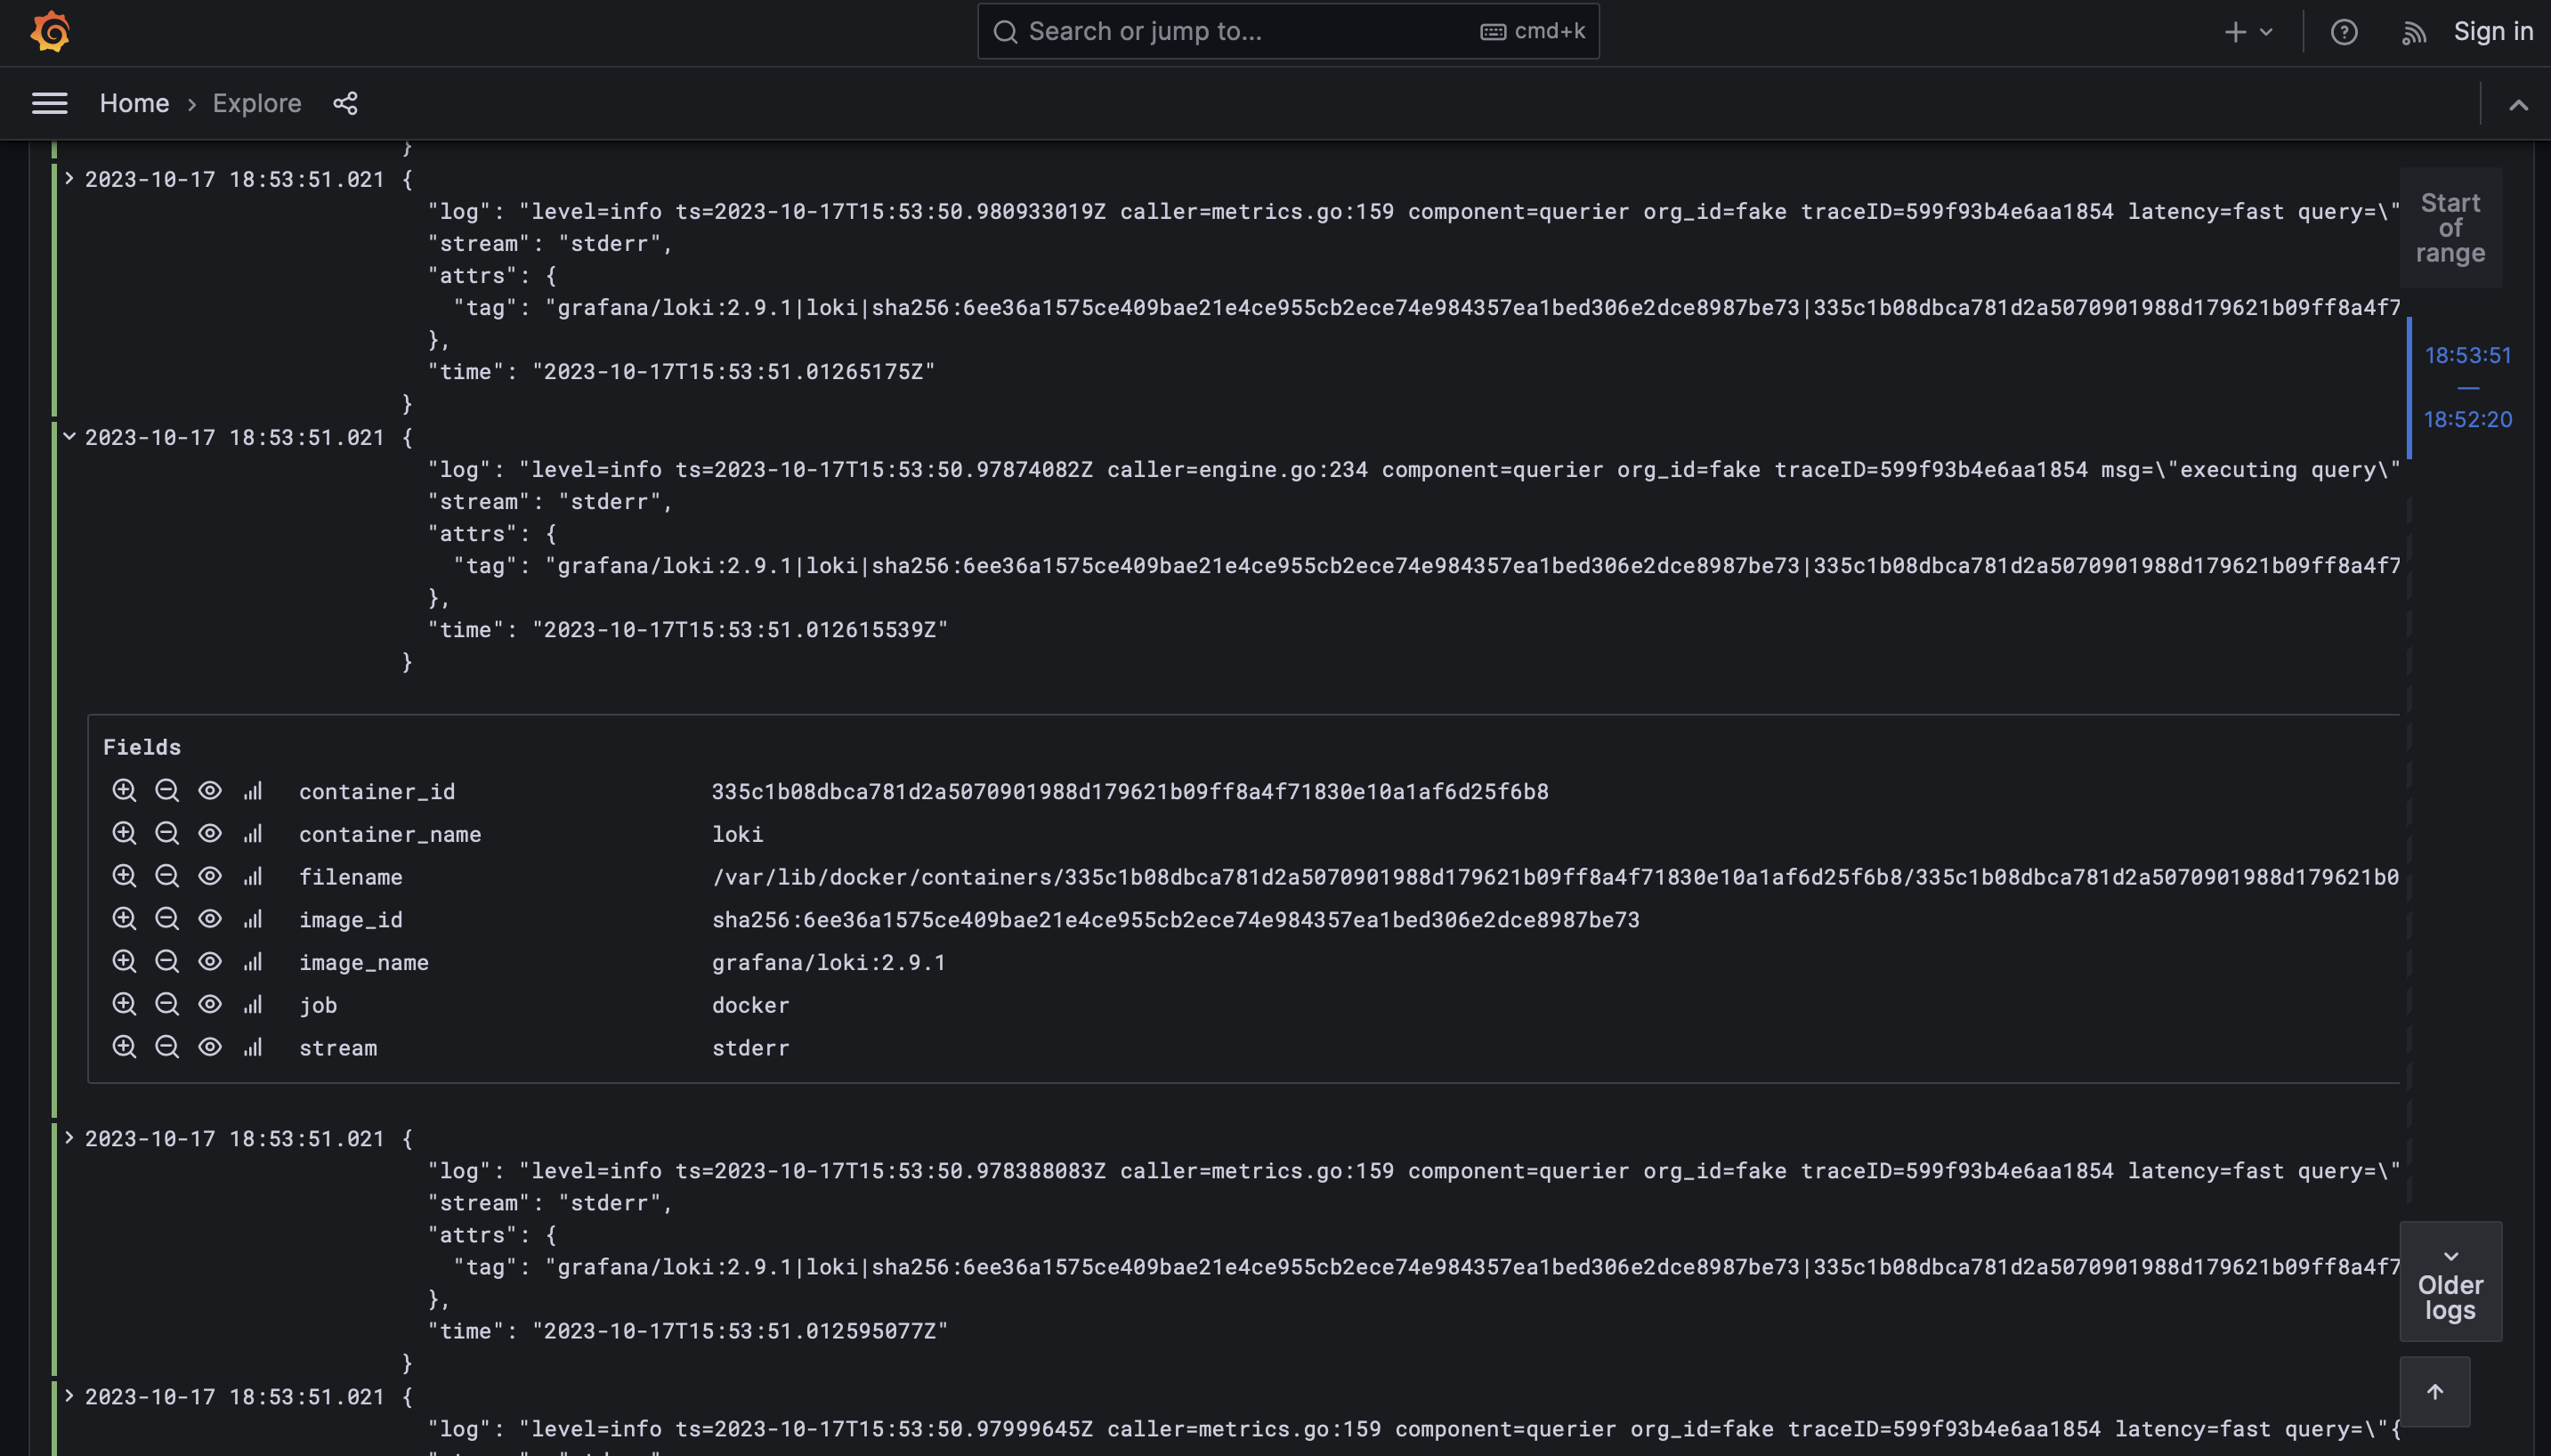 Search or jump to... cmd+k
Sign in
Home › Explore
}
2023-10-17 18:53:51.021 {
"log": "level=info ts=2023-10-17T15:53:50.980933019Z caller=metrics.go:159 component=querier org_id=fake traceID=599f93b4e6aa1854 latency=fast query=\"
"stream": "stderr",
"attrs": {
"tag": "grafana/loki:2.9.1|loki|sha256:6ee36a1575ce409bae21e4ce955cb2ece74e984357ea1bed306e2dce8987be73|335c1b08dbca781d2a5070901988d179621b09ff8a4f7
},
"time": "2023-10-17T15:53:51.01265175Z"
}
Start
of
range
18:53:51
—
18:52:20
2023-10-17 18:53:51.021 {
"log": "level=info ts=2023-10-17T15:53:50.97874082Z caller=engine.go:234 component=querier org_id=fake traceID=599f93b4e6aa1854 msg=\"executing query\"
"stream": "stderr",
"attrs": {
"tag": "grafana/loki:2.9.1|loki|sha256:6ee36a1575ce409bae21e4ce955cb2ece74e984357ea1bed306e2dce8987be73|335c1b08dbca781d2a5070901988d179621b09ff8a4f7
},
"time": "2023-10-17T15:53:51.012615539Z"
}
Fields
container_id 335c1b08dbca781d2a5070901988d179621b09ff8a4f71830e10a1af6d25f6b8
container_name loki
filename /var/lib/docker/containers/335c1b08dbca781d2a5070901988d179621b09ff8a4f71830e10a1af6d25f6b8/335c1b08dbca781d2a5070901988d179621b0
image_id sha256:6ee36a1575ce409bae21e4ce955cb2ece74e984357ea1bed306e2dce8987be73
image_name grafana/loki:2.9.1
job docker
stream stderr
2023-10-17 18:53:51.021 {
"log": "level=info ts=2023-10-17T15:53:50.978388083Z caller=metrics.go:159 component=querier org_id=fake traceID=599f93b4e6aa1854 latency=fast query=\"
"stream": "stderr",
"attrs": {
"tag": "grafana/loki:2.9.1|loki|sha256:6ee36a1575ce409bae21e4ce955cb2ece74e984357ea1bed306e2dce8987be73|335c1b08dbca781d2a5070901988d179621b09ff8a4f7
},
"time": "2023-10-17T15:53:51.012595077Z"
}
Older
logs
2023-10-17 18:53:51.021 {
"log": "level=info ts=2023-10-17T15:53:50.97999645Z caller=metrics.go:159 component=querier org_id=fake traceID=599f93b4e6aa1854 latency=fast query=\"{